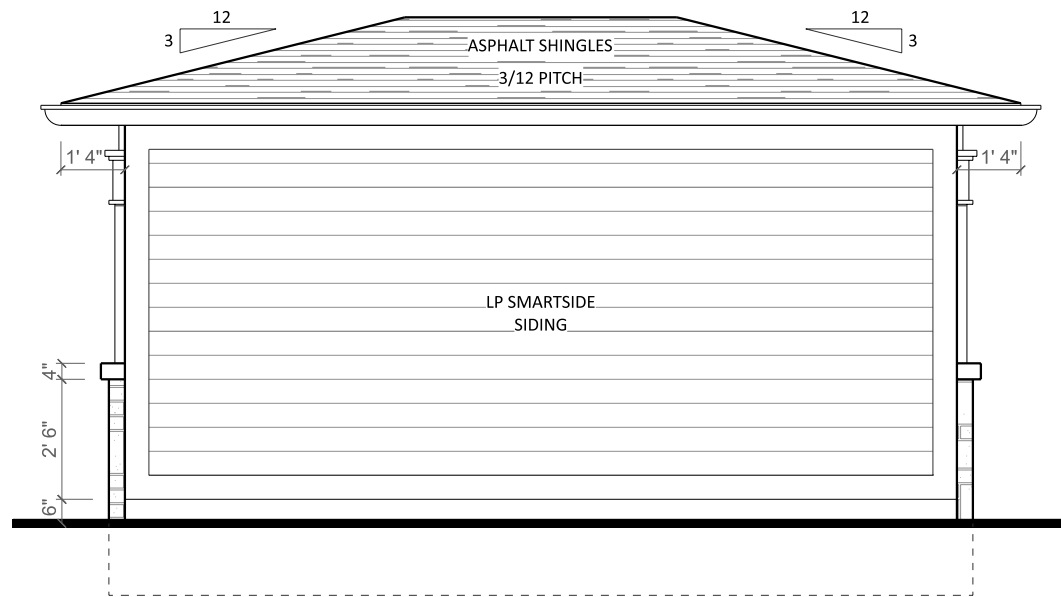 12
3
ASPHALT SHINGLES
3/12 PITCH
12
3
1' 4"
1' 4"
LP SMARTSIDE
SIDING
4"
2' 6"
6"